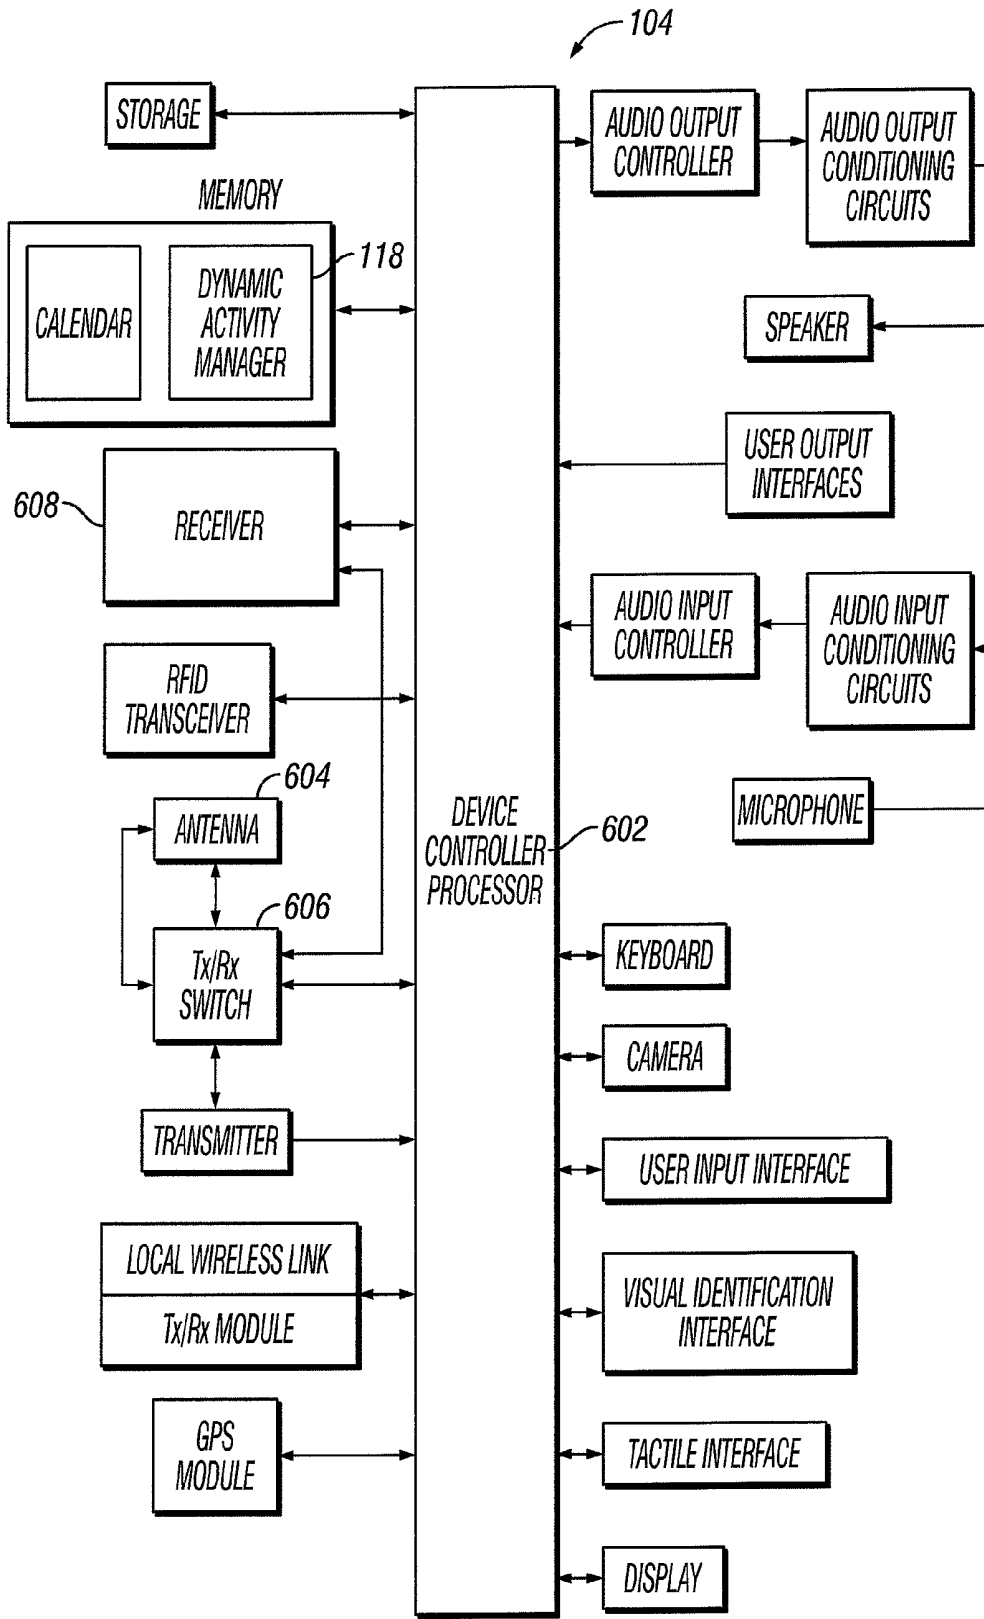 104
STORAGE
MEMORY
CALENDAR
DYNAMIC
ACTIVITY
MANAGER
118
608
RECEIVER
RFID
TRANSCEIVER
604
ANTENNA
606
Tx/Rx
SWITCH
TRANSMITTER
LOCAL WIRELESS LINK
Tx/Rx MODULE
GPS
MODULE
DEVICE
CONTROLLER
PROCESSOR
602
AUDIO OUTPUT
CONTROLLER
AUDIO OUTPUT
CONDITIONING
CIRCUITS
SPEAKER
USER OUTPUT
INTERFACES
AUDIO INPUT
CONTROLLER
AUDIO INPUT
CONDITIONING
CIRCUITS
MICROPHONE
KEYBOARD
CAMERA
USER INPUT INTERFACE
VISUAL IDENTIFICATION
INTERFACE
TACTILE INTERFACE
DISPLAY